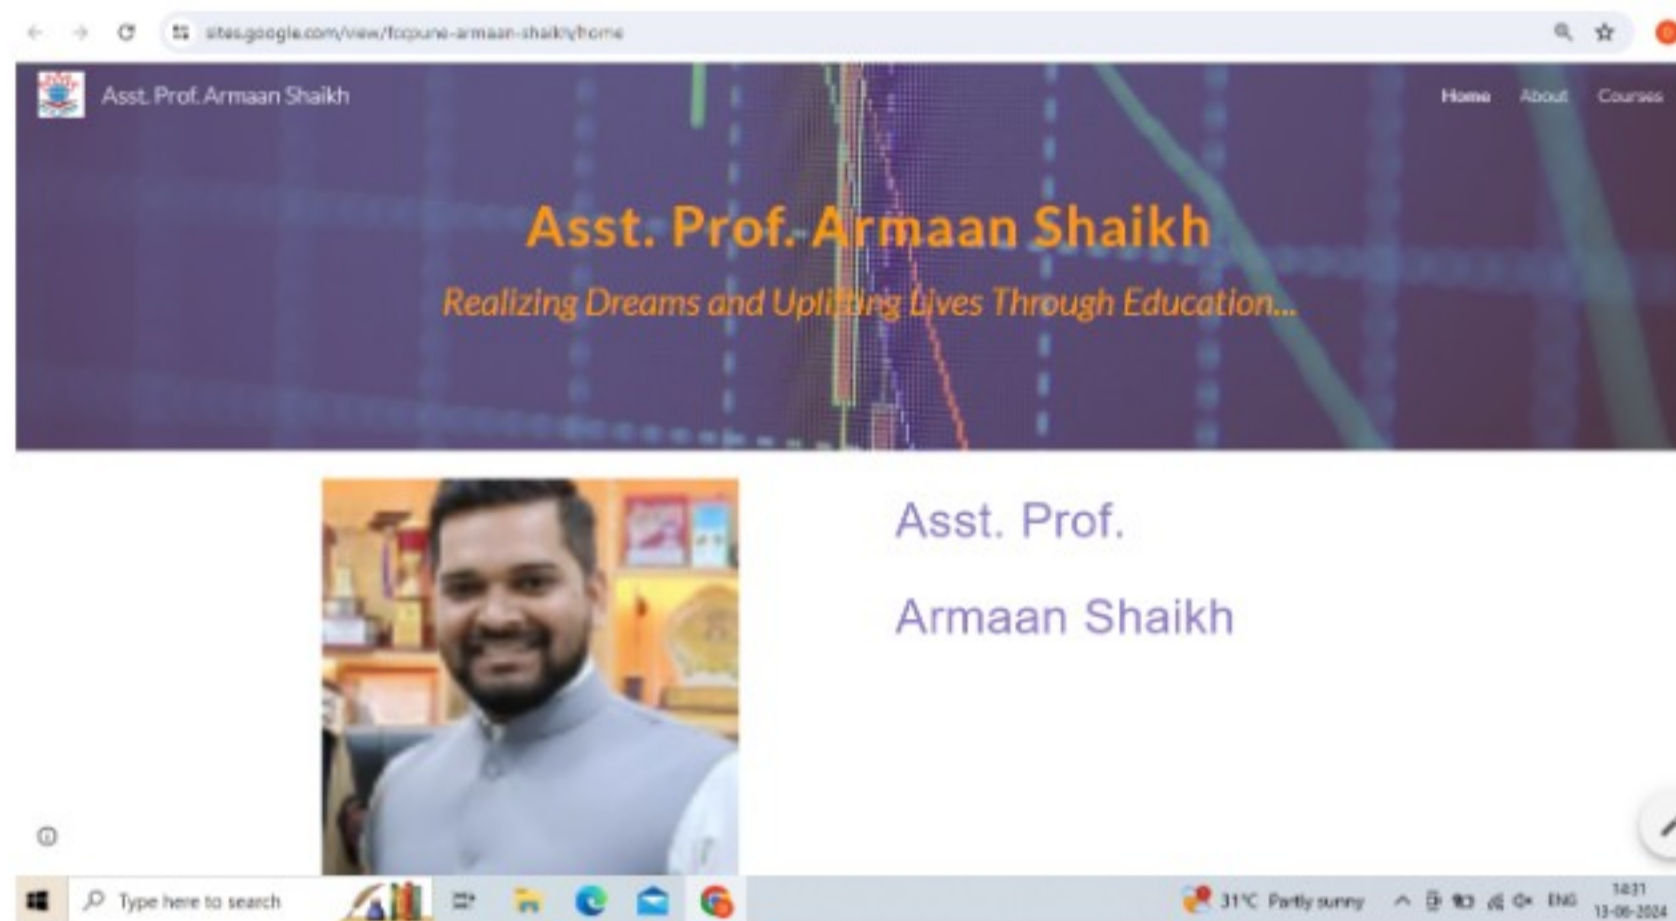 sites.google.com/view/fccpune-armaan-shaikh/home
Asst. Prof. Armaan Shaikh
Home About Courses
Asst. Prof. Armaan Shaikh
Realizing Dreams and Uplifting Lives Through Education...
Asst. Prof.
Armaan Shaikh
Type here to search
31°C Partly sunny
ENG
14:31
13-06-2024